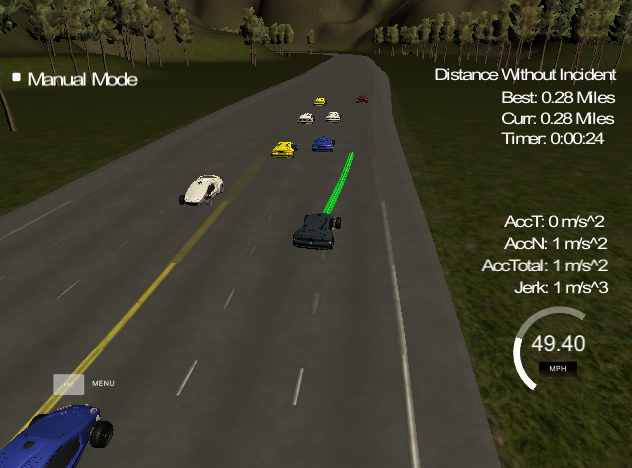 Manual Mode
Distance Without Incident
Best: 0.28 Miles
Curr: 0.28 Miles
Timer: 0:00:24
AccT: 0 m/s^2
AccN: 1 m/s^2
AccTotal: 1 m/s^2
Jerk: 1 m/s^3
49.40
MPH
MENU